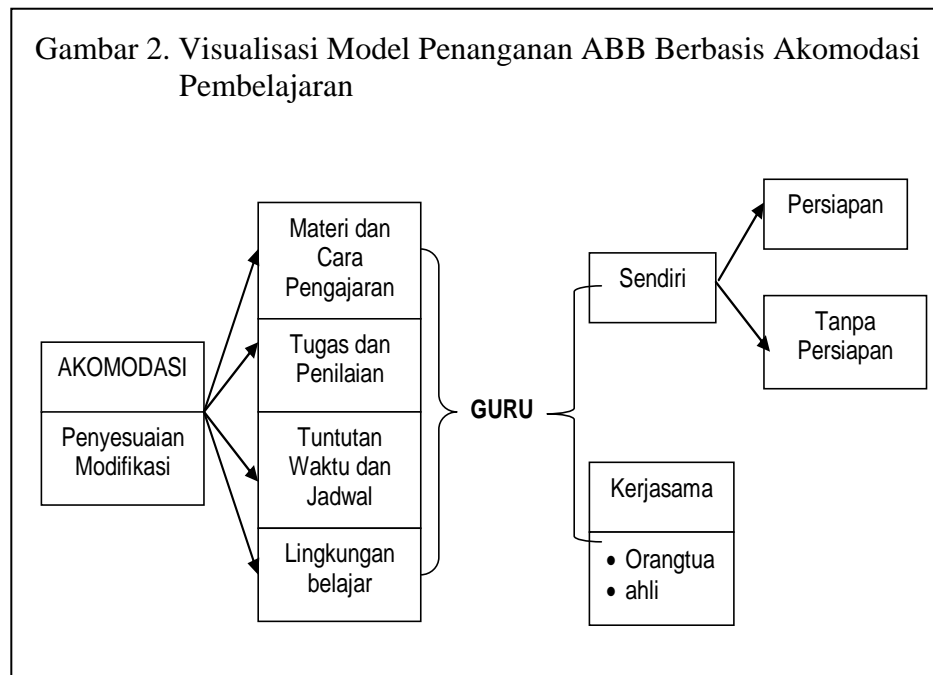 Gambar 2. Visualisasi Model Penanganan ABB Berbasis Akomodasi
Pembelajaran
AKOMODASI
Penyesuaian
Modifikasi
Materi dan
Cara
Pengajaran
Tugas dan
Penilaian
Tuntutan
Waktu dan
Jadwal
Lingkungan
belajar
GURU
Sendiri
Persiapan
Tanpa
Persiapan
Kerjasama
• Orangtua
• ahli